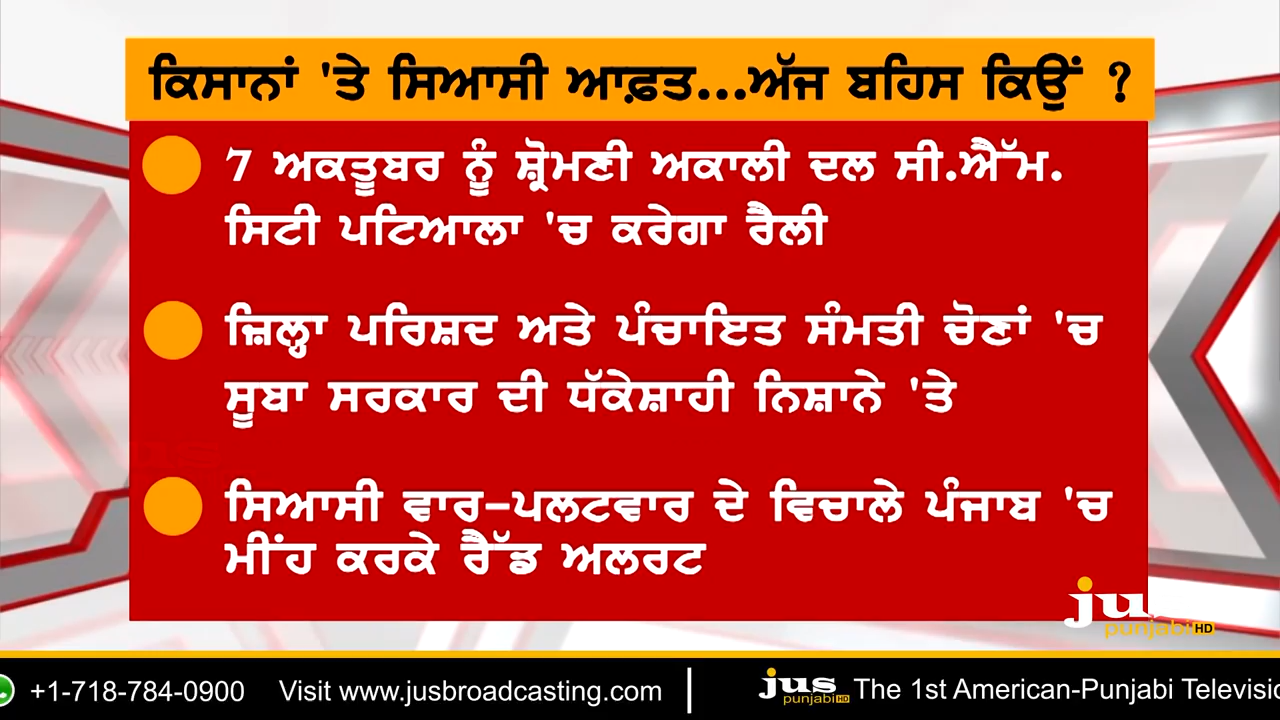 ਕਿਸਾਨਾਂ 'ਤੇ ਸਿਆਸੀ ਆਫ਼ਤ...ਅੱਜ ਬਹਿਸ ਕਿਉਂ ?
7 ਅਕਤੂਬਰ ਨੂੰ ਸ਼੍ਰੋਮਣੀ ਅਕਾਲੀ ਦਲ ਸੀ.ਐੱਮ.
ਸਿਟੀ ਪਟਿਆਲਾ 'ਚ ਕਰੇਗਾ ਰੈਲੀ
ਜ਼ਿਲ੍ਹਾ ਪਰਿਸ਼ਦ ਅਤੇ ਪੰਚਾਇਤ ਸੰਮਤੀ ਚੋਣਾਂ 'ਚ
ਸੂਬਾ ਸਰਕਾਰ ਦੀ ਧੱਕੇਸ਼ਾਹੀ ਨਿਸ਼ਾਨੇ 'ਤੇ
ਸਿਆਸੀ ਵਾਰ-ਪਲਟਵਾਰ ਦੇ ਵਿਚਾਲੇ ਪੰਜਾਬ 'ਚ
ਮੀਂਹ ਕਰਕੇ ਰੈੱਡ ਅਲਰਟ
jus
punjabi HD
+1-718-784-0900 Visit www.jusbroadcasting.com | jus punjabi HD The 1st American-Punjabi Televisio